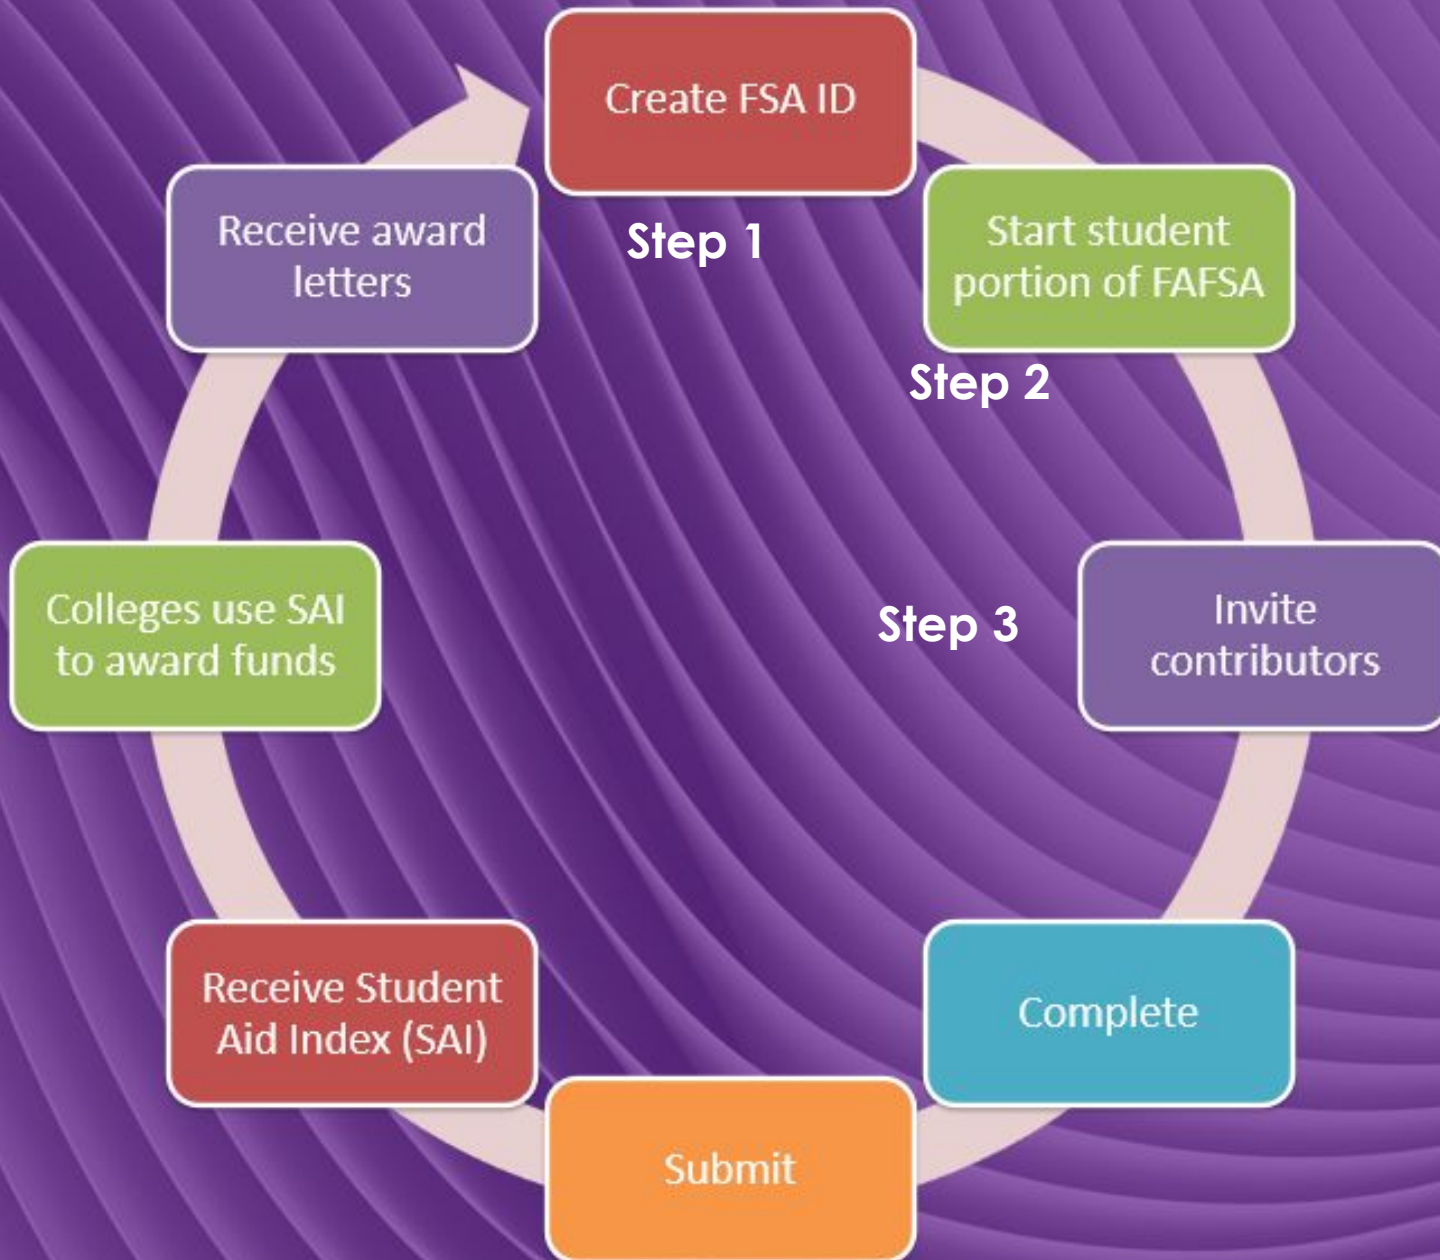 Create FSA ID
Step 1
Start student
portion of FAFSA
Step 2
Invite
contributors
Step 3
Complete
Submit
Receive Student
Aid Index (SAI)
Colleges use SAI
to award funds
Receive award
letters